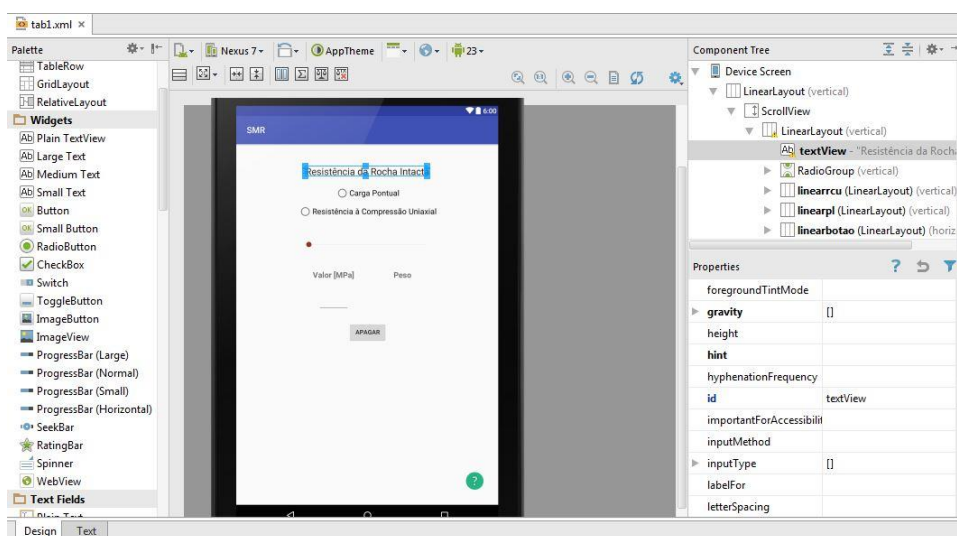 tab1.xml
Palette
TableRow
GridLayout
RelativeLayout
Widgets
Plain TextView
Large Text
Medium Text
Small Text
Button
Small Button
RadioButton
CheckBox
Switch
ToggleButton
ImageButton
ImageView
ProgressBar (Large)
ProgressBar (Normal)
ProgressBar (Small)
ProgressBar (Horizontal)
SeekBar
RatingBar
Spinner
WebView
Text Fields
Design Text
Nexus 7 AppTheme 23
6:00
SMR
Resistência da Rocha Intacta
Carga Pontual
Resistência à Compressão Uniaxial
Valor [MPa] Peso
APAGAR
?
Component Tree
Device Screen
LinearLayout (vertical)
ScrollView
LinearLayout (vertical)
Ab textView - "Resistência da Rocha
RadioGroup (vertical)
linearrcu (LinearLayout) (vertical)
linearpl (LinearLayout) (vertical)
linearbotao (LinearLayout) (horiz
Properties ?
foregroundTintMode
gravity []
height
hint
hyphenationFrequency
id textView
importantForAccessibilit
inputMethod
inputType []
labelFor
letterSpacing